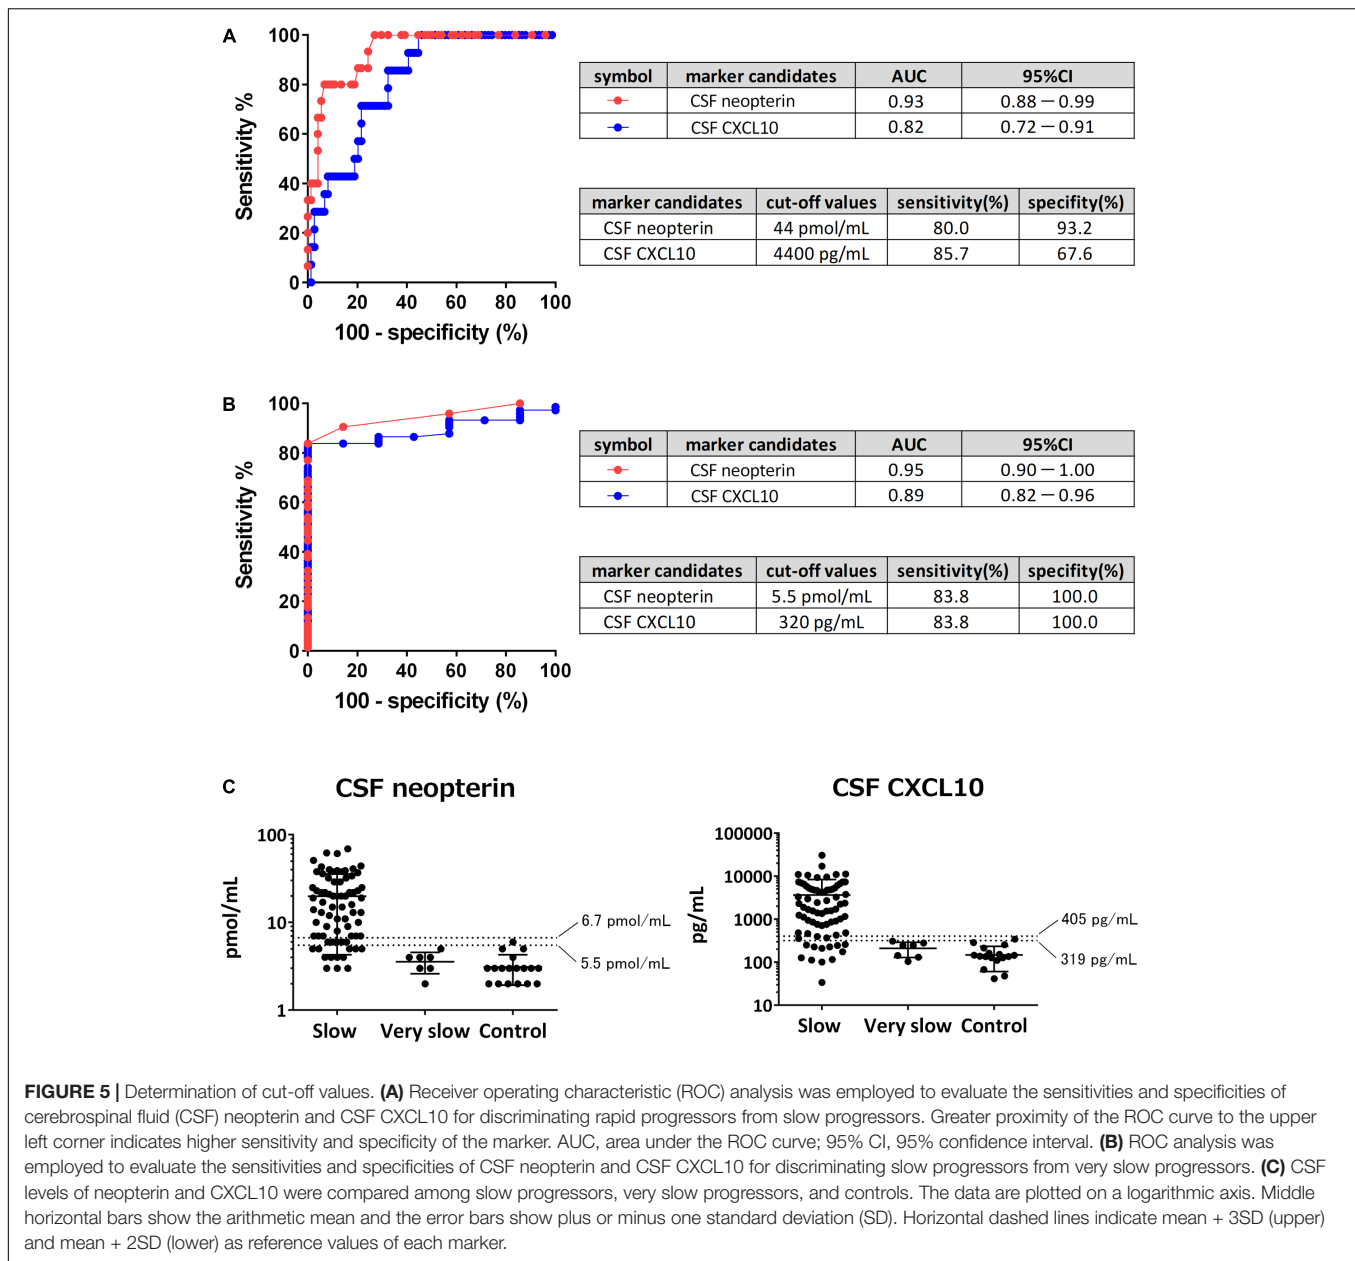 A
100
80
60
40
20
0
Sensitivity %
0 20 40 60 80 100
100 - specificity (%)
symbol marker candidates AUC 95%CI
CSF neopterin 0.93 0.88－0.99
CSF CXCL10 0.82 0.72－0.91
marker candidates cut-off values sensitivity(%) specifity(%)
CSF neopterin 44 pmol/mL 80.0 93.2
CSF CXCL10 4400 pg/mL 85.7 67.6
B
100
80
60
40
20
0
Sensitivity %
0 20 40 60 80 100
100 - specificity (%)
symbol marker candidates AUC 95%CI
CSF neopterin 0.95 0.90－1.00
CSF CXCL10 0.89 0.82－0.96
marker candidates cut-off values sensitivity(%) specifity(%)
CSF neopterin 5.5 pmol/mL 83.8 100.0
CSF CXCL10 320 pg/mL 83.8 100.0
C
CSF neopterin
100
10
1
pmol/mL
6.7 pmol/mL
5.5 pmol/mL
Slow Very slow Control
CSF CXCL10
100000
10000
1000
100
10
pg/mL
405 pg/mL
319 pg/mL
Slow Very slow Control
FIGURE 5 | Determination of cut-off values. (A) Receiver operating characteristic (ROC) analysis was employed to evaluate the sensitivities and specificities of
cerebrospinal fluid (CSF) neopterin and CSF CXCL10 for discriminating rapid progressors from slow progressors. Greater proximity of the ROC curve to the upper
left corner indicates higher sensitivity and specificity of the marker. AUC, area under the ROC curve; 95% CI, 95% confidence interval. (B) ROC analysis was
employed to evaluate the sensitivities and specificities of CSF neopterin and CSF CXCL10 for discriminating slow progressors from very slow progressors. (C) CSF
levels of neopterin and CXCL10 were compared among slow progressors, very slow progressors, and controls. The data are plotted on a logarithmic axis. Middle
horizontal bars show the arithmetic mean and the error bars show plus or minus one standard deviation (SD). Horizontal dashed lines indicate mean + 3SD (upper)
and mean + 2SD (lower) as reference values of each marker.